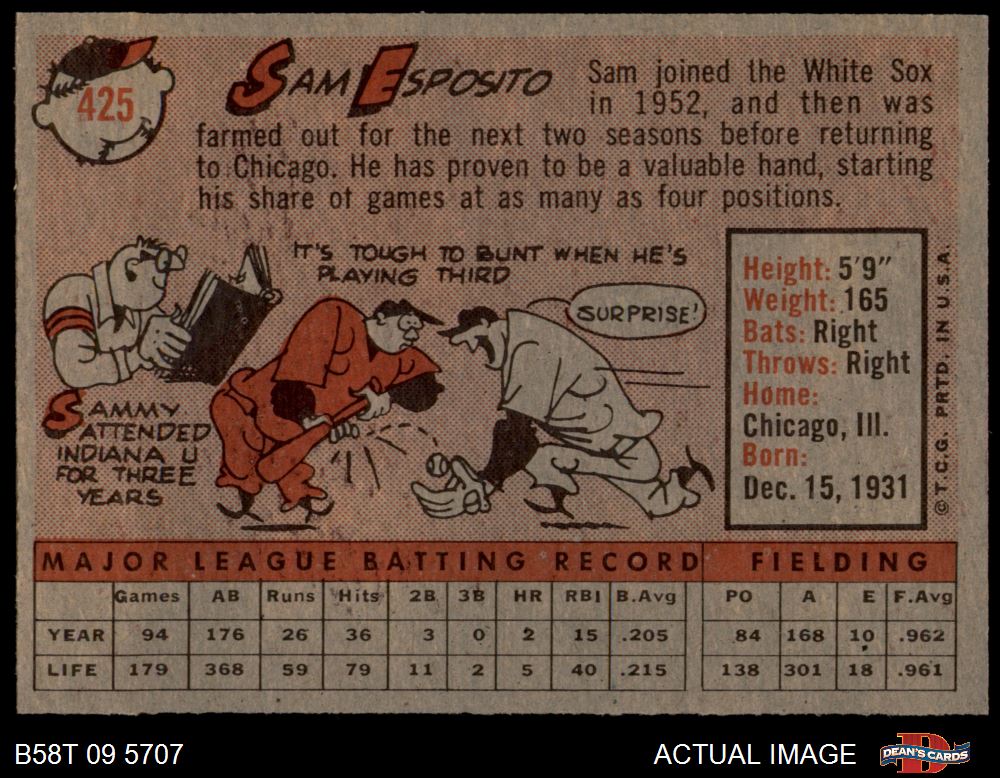 425
SAM ESPOSITO
Sam joined the White Sox
in 1952, and then was
farmed out for the next two seasons before returning
to Chicago. He has proven to be a valuable hand, starting
his share of games at as many as four positions.
IT'S TOUGH TO BUNT WHEN HE'S
PLAYING THIRD
SURPRISE!
SAMMY
ATTENDED
INDIANA U
FOR THREE
YEARS
Height: 5'9"
Weight: 165
Bats: Right
Throws: Right
Home:
Chicago, Ill.
Born:
Dec. 15, 1931
© T.C.G. PRTD. IN U.S.A.
MAJOR LEAGUE BATTING RECORD FIELDING
Games AB Runs Hits 2B 3B HR RBI B.Avg PO A E F.Avg
YEAR 94 176 26 36 3 0 2 15 .205 84 168 10 .962
LIFE 179 368 59 79 11 2 5 40 .215 138 301 18 .961
B58T 09 5707 ACTUAL IMAGE D DEAN'S CARDS